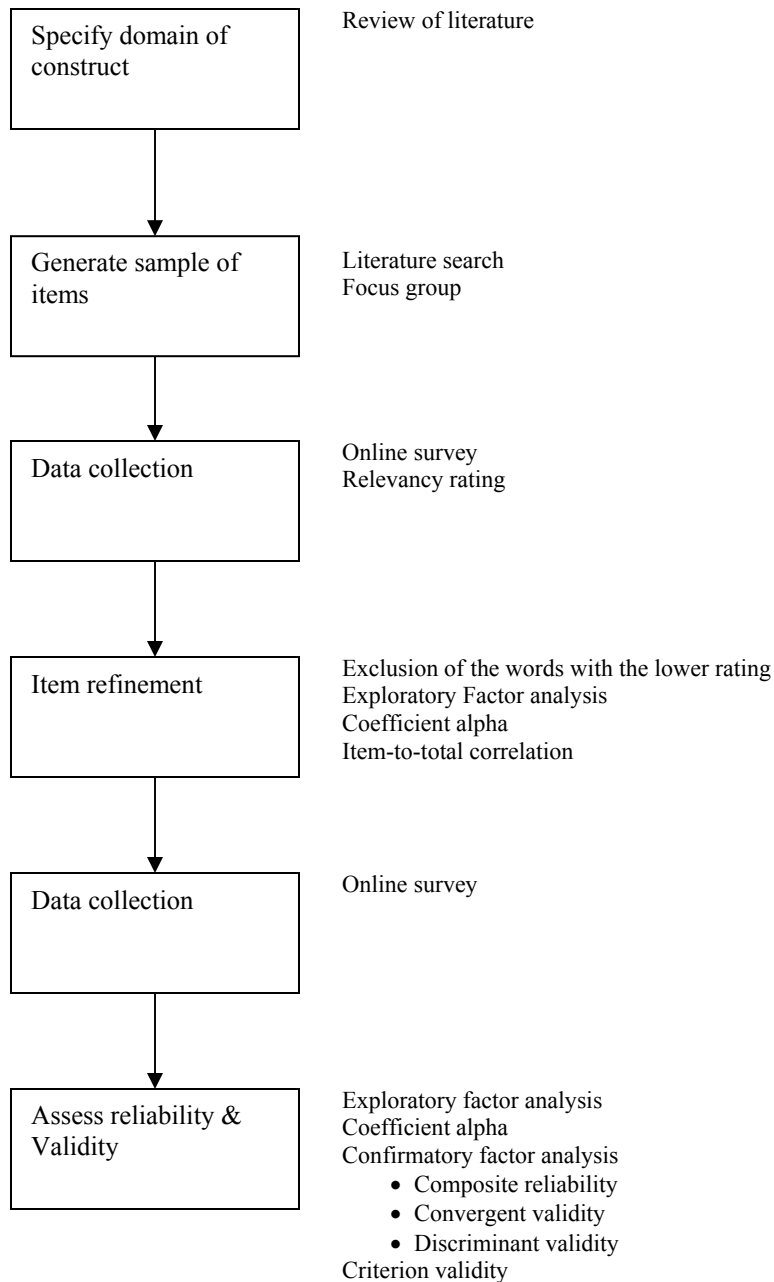 Specify domain of
construct
Review of literature
Generate sample of
items
Literature search
Focus group
Data collection
Online survey
Relevancy rating
Item refinement
Exclusion of the words with the lower rating
Exploratory Factor analysis
Coefficient alpha
Item-to-total correlation
Data collection
Online survey
Assess reliability &
Validity
Exploratory factor analysis
Coefficient alpha
Confirmatory factor analysis
• Composite reliability
• Convergent validity
• Discriminant validity
Criterion validity